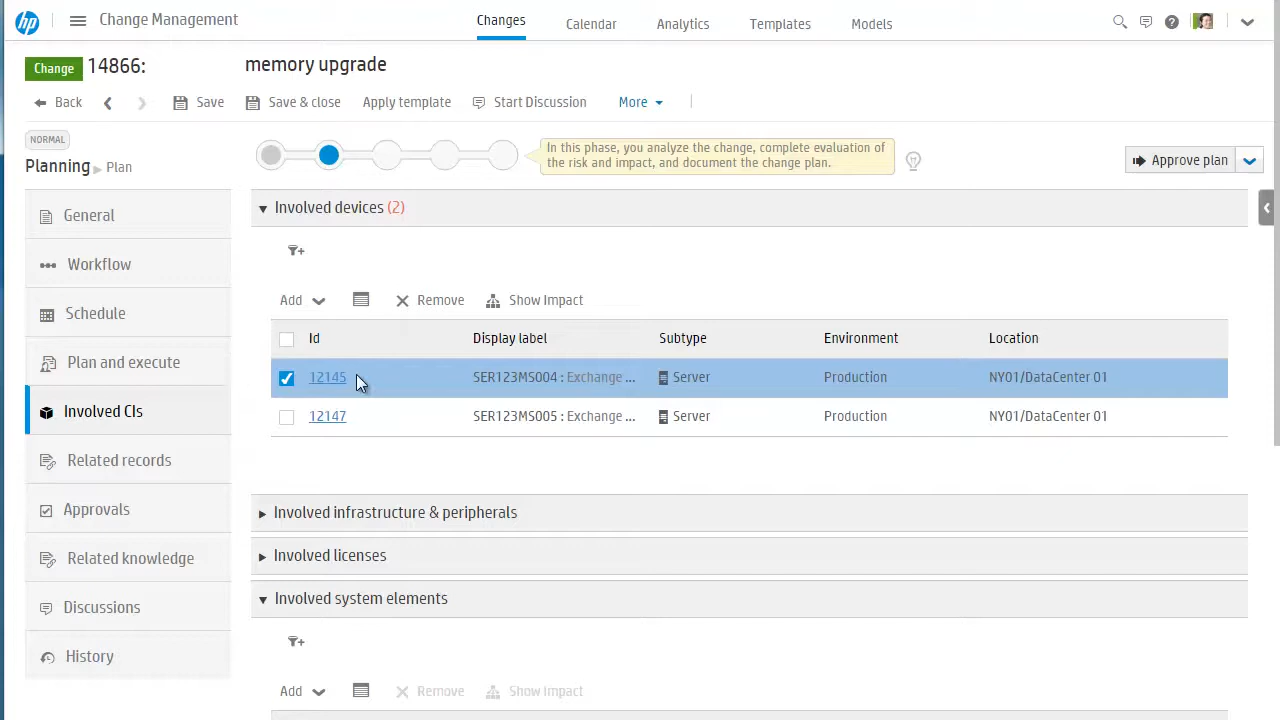 hp
Change Management
Changes
Calendar
Analytics
Templates
Models
Change
14866:
memory upgrade
Back
Save
Save & close
Apply template
Start Discussion
More
NORMAL
Planning
Plan
In this phase, you analyze the change, complete evaluation of
the risk and impact, and document the change plan.
Approve plan
General
Workflow
Schedule
Plan and execute
Involved CIs
Related records
Approvals
Related knowledge
Discussions
History
Involved devices (2)
Add
Remove
Show Impact
Id
Display label
Subtype
Environment
Location
12145
SER123MS004 : Exchange ...
Server
Production
NY01/DataCenter 01
12147
SER123MS005 : Exchange ...
Server
Production
NY01/DataCenter 01
Involved infrastructure & peripherals
Involved licenses
Involved system elements
Add
Remove
Show Impact